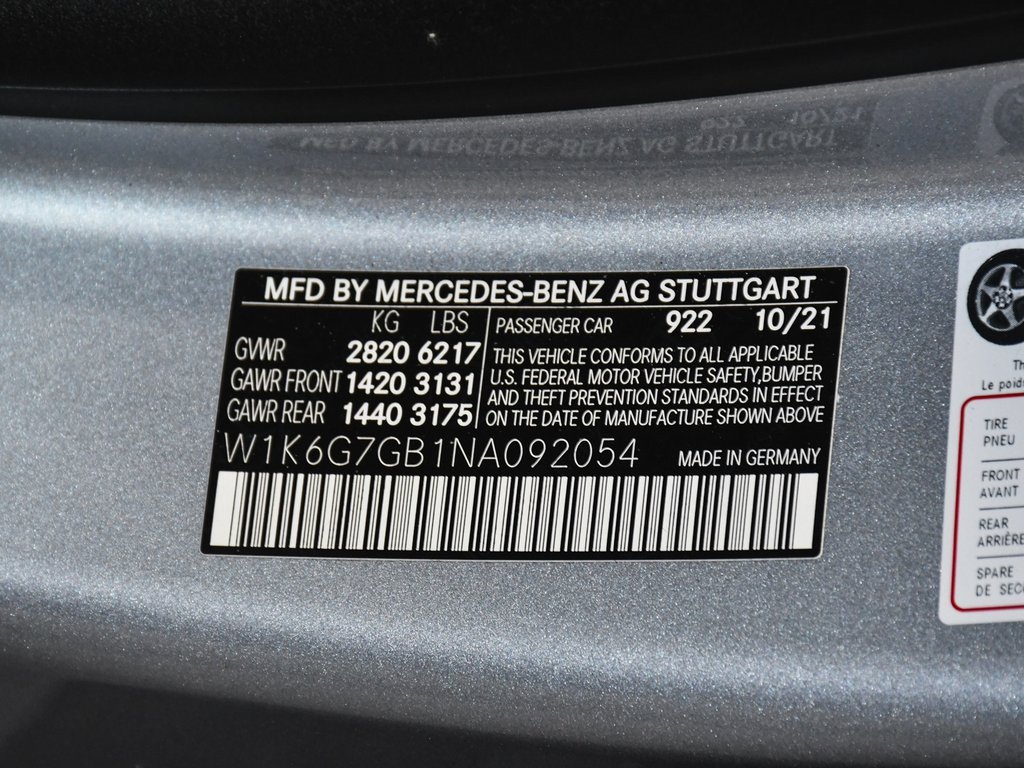 MFD BY MERCEDES-BENZ AG STUTTGART
KG LBS
GVWR 2820 6217
GAWR FRONT 1420 3131
GAWR REAR 1440 3175
PASSENGER CAR 922 10/21
THIS VEHICLE CONFORMS TO ALL APPLICABLE
U.S. FEDERAL MOTOR VEHICLE SAFETY,BUMPER
AND THEFT PREVENTION STANDARDS IN EFFECT
ON THE DATE OF MANUFACTURE SHOWN ABOVE
W1K6G7GB1NA092054 MADE IN GERMANY
Le
TIRE
PNEU
FRONT
AVANT
REAR
ARRIÈRE
SPARE
DE